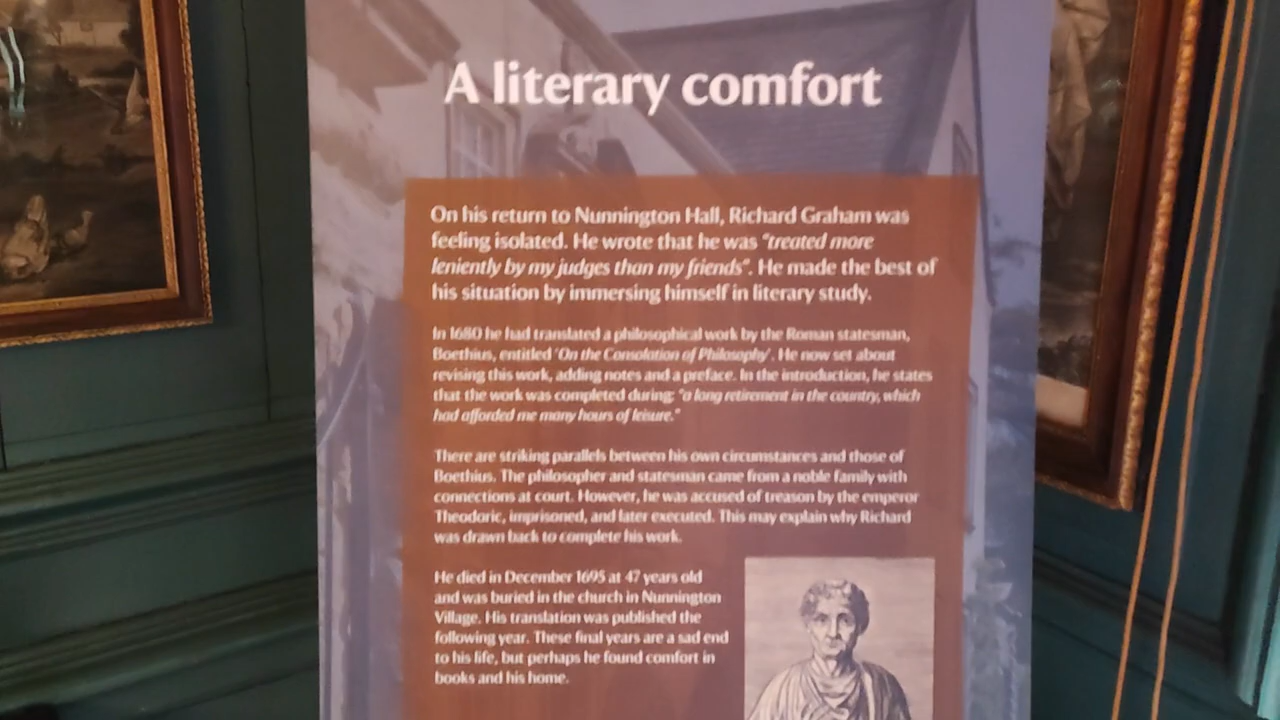 A literary comfort
On his return to Nunnington Hall, Richard Graham was
feeling isolated. He wrote that he was "treated more
leniently by my judges than my friends". He made the best of
his situation by immersing himself in literary study.
In 1680 he had translated a philosophical work by the Roman statesman,
Boethius, entitled 'On the Consolation of Philosophy'. He now set about
revising this work, adding notes and a preface. In the introduction, he states
that the work was completed during: "a long retirement in the country, which
had afforded me many hours of leisure."
There are striking parallels between his own circumstances and those of
Boethius. The philosopher and statesman came from a noble family with
connections at court. However, he was accused of treason by the emperor
Theodoric, imprisoned, and later executed. This may explain why Richard
was drawn back to complete his work.
He died in December 1695 at 47 years old
and was buried in the church in Nunnington
Village. His translation was published the
following year. These final years are a sad end
to his life, but perhaps he found comfort in
books and his home.